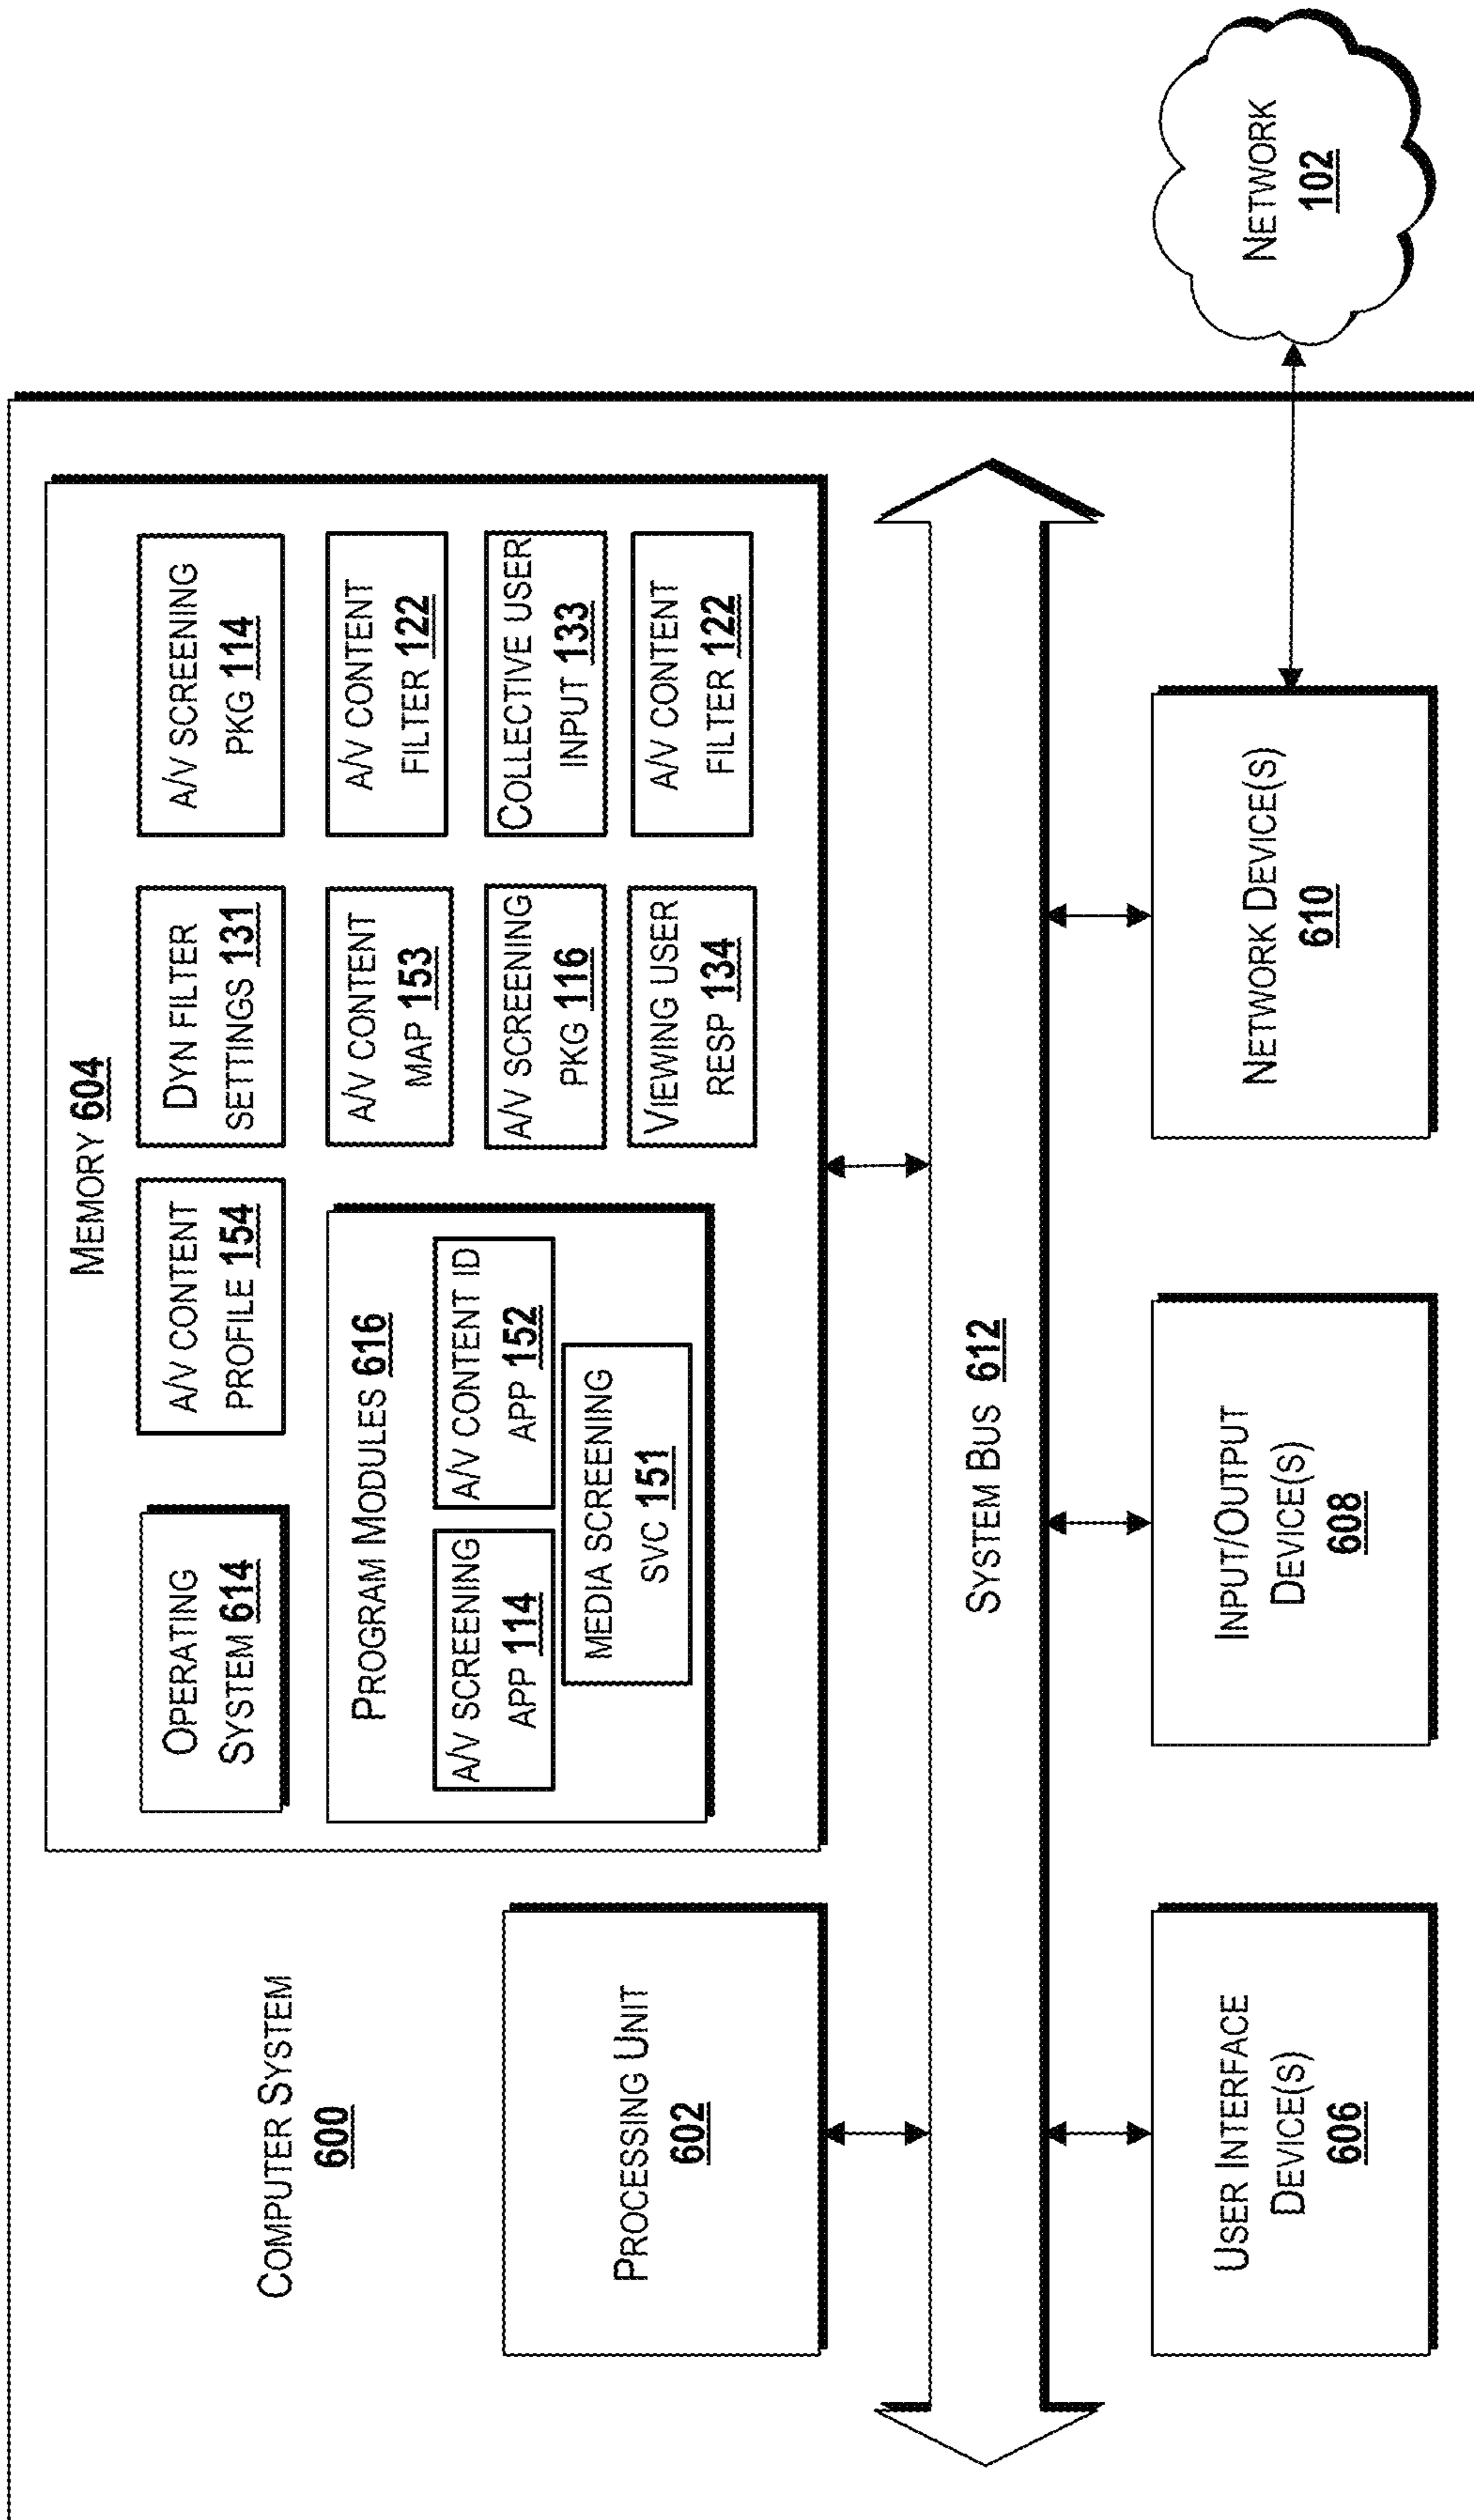 COMPUTER SYSTEM
600
PROCESSING UNIT
602
MEMORY 604
OPERATING
SYSTEM 614
A/V CONTENT
PROFILE 154
DYN FILTER
SETTINGS 131
A/V SCREENING
PKG 114
PROGRAM MODULES 616
A/V SCREENING
APP 114
A/V CONTENT ID
APP 152
MEDIA SCREENING
SVC 151
A/V CONTENT
MAP 153
A/V CONTENT
FILTER 122
A/V SCREENING
PKG 116
COLLECTIVE USER
INPUT 133
VIEWING USER
RESP 134
A/V CONTENT
FILTER 122
SYSTEM BUS 612
USER INTERFACE
DEVICE(S)
606
INPUT/OUTPUT
DEVICE(S)
608
NETWORK DEVICE(S)
610
NETWORK
102